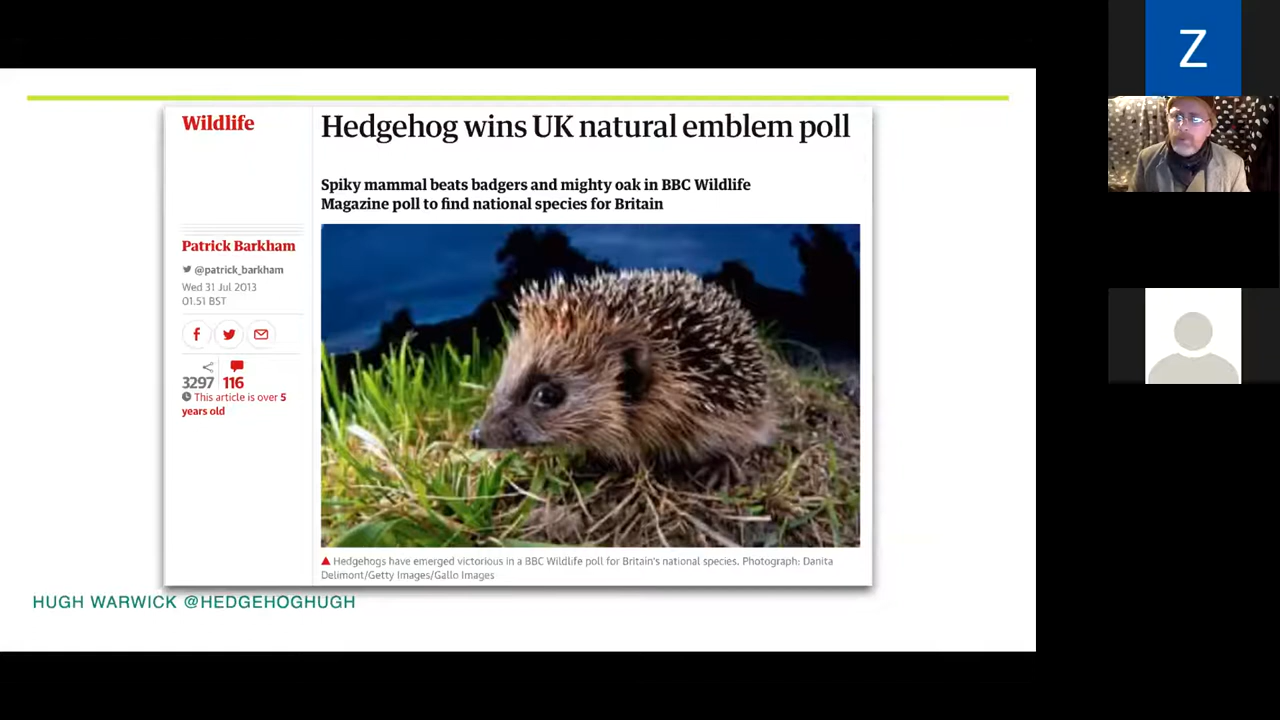 Wildlife
Hedgehog wins UK natural emblem poll
Spiky mammal beats badgers and mighty oak in BBC Wildlife
Magazine poll to find national species for Britain
Patrick Barkham
@patrick_barkham
Wed 31 Jul 2013
01.51 BST
3297 116
This article is over 5
years old
Hedgehogs have emerged victorious in a BBC Wildlife poll for Britain's national species. Photograph: Danita
Delimont/Getty Images/Gallo Images
HUGH WARWICK @HEDGEHOGHUGH
Z